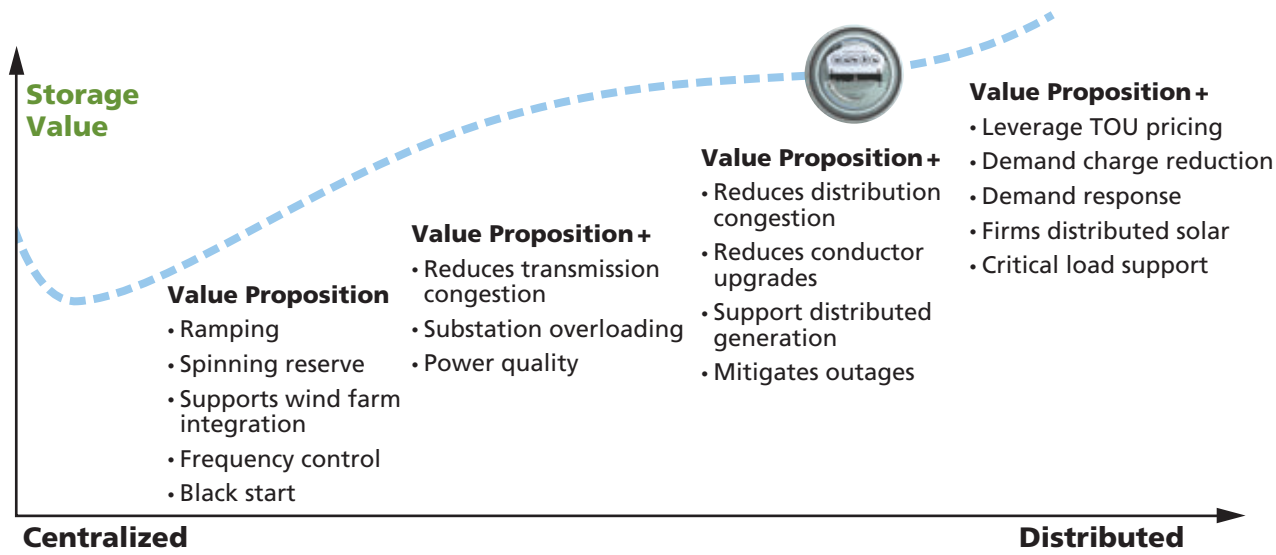 Storage
Value
Value Proposition
• Ramping
• Spinning reserve
• Supports wind farm
integration
• Frequency control
• Black start
Value Proposition+
• Reduces transmission
congestion
• Substation overloading
• Power quality
Value Proposition+
• Reduces distribution
congestion
• Reduces conductor
upgrades
• Support distributed
generation
• Mitigates outages
Value Proposition+
• Leverage TOU pricing
• Demand charge reduction
• Demand response
• Firms distributed solar
• Critical load support
Centralized
Distributed